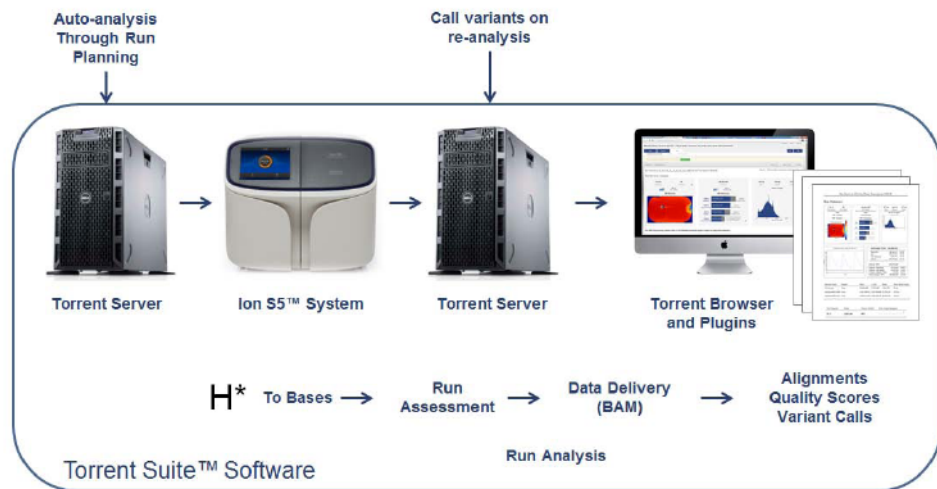 Auto-analysis
Through Run
Planning
Call variants on
re-analysis
Torrent Server
Ion S5™ System
Torrent Server
Torrent Browser
and Plugins
H* To Bases
Run
Assessment
Data Delivery
(BAM)
Alignments
Quality Scores
Variant Calls
Run Analysis
Torrent Suite™ Software